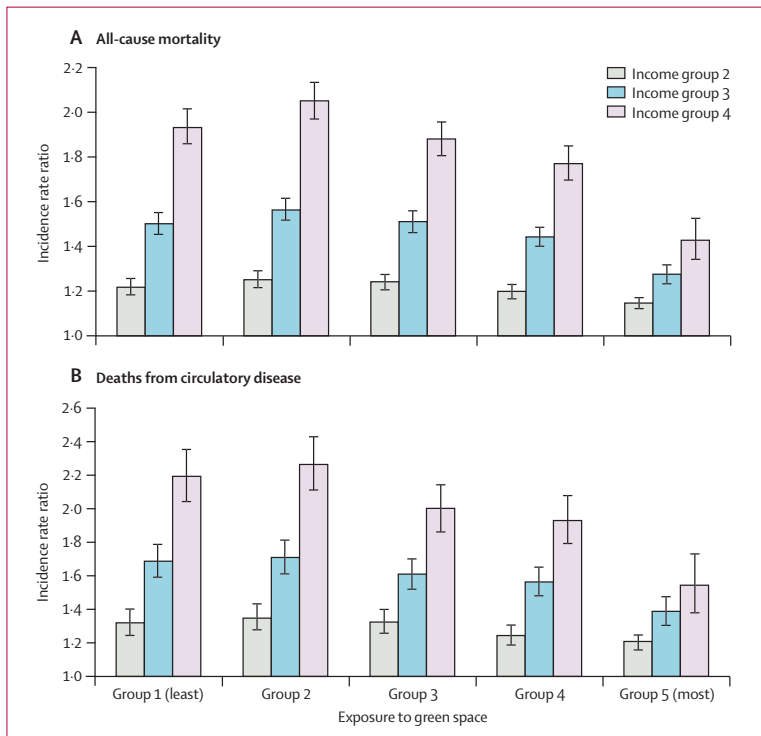 A All-cause mortality
2·2
2·0
1·8
1·6
1·4
1·2
1·0
Incidence rate ratio
Income group 2
Income group 3
Income group 4
B Deaths from circulatory disease
2·6
2·4
2·2
2·0
1·8
1·6
1·4
1·2
1·0
Incidence rate ratio
Group 1 (least)
Group 2
Group 3
Group 4
Group 5 (most)
Exposure to green space